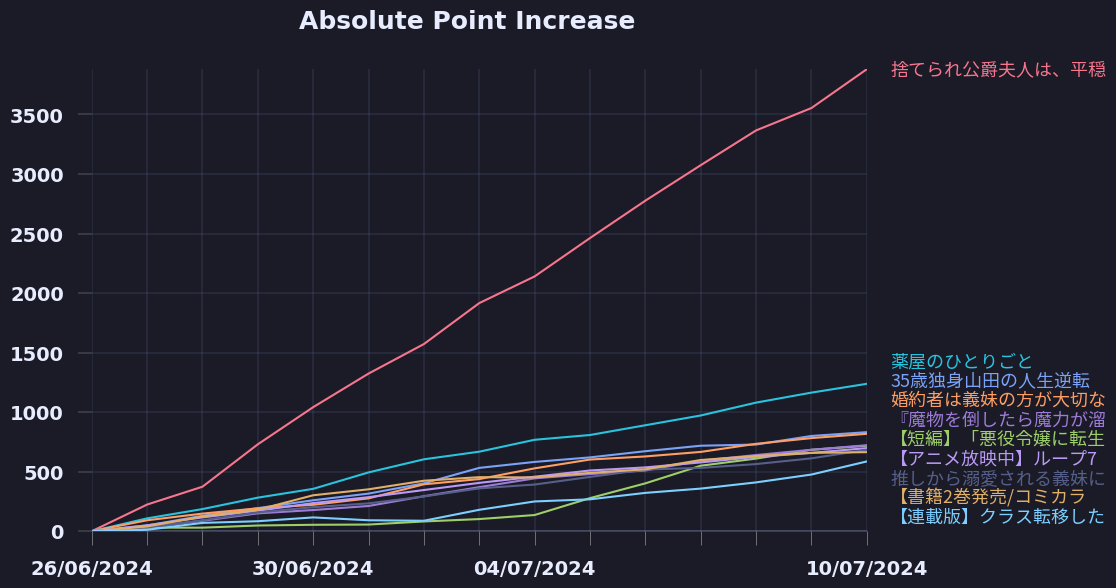 Absolute Point Increase
3500
3000
2500
2000
1500
1000
500
0
26/06/2024
30/06/2024
04/07/2024
10/07/2024
捨てられ公爵夫人は、平穏
薬屋のひとりごと
35歳独身山田の人生逆転
婚約者は義妹の方が大切な
『魔物を倒したら魔力が溜
【短編】「悪役令嬢に転生
【アニメ放映中】ループ7
推しから溺愛される義妹に
【書籍2巻発売/コミカラ
【連載版】クラス転移した